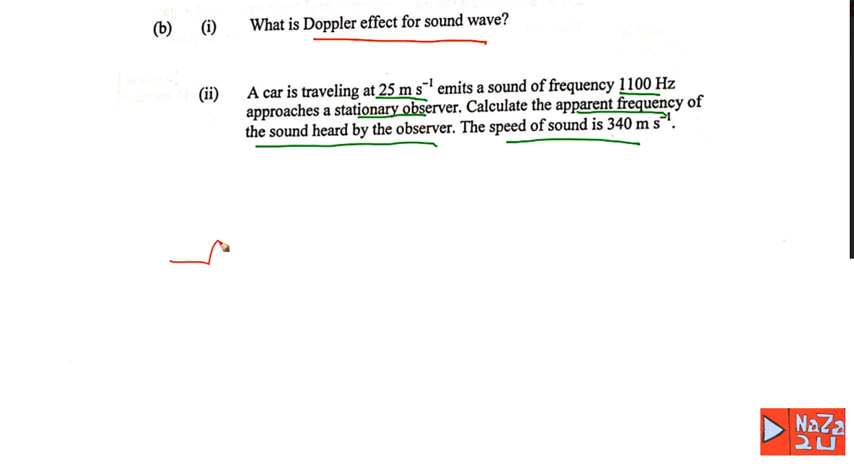 (b) (i) What is Doppler effect for sound wave?
(ii) A car is traveling at 25 m s⁻¹ emits a sound of frequency 1100 Hz
approaches a stationary observer. Calculate the apparent frequency of
the sound heard by the observer. The speed of sound is 340 m s⁻¹.
NaZa
2U